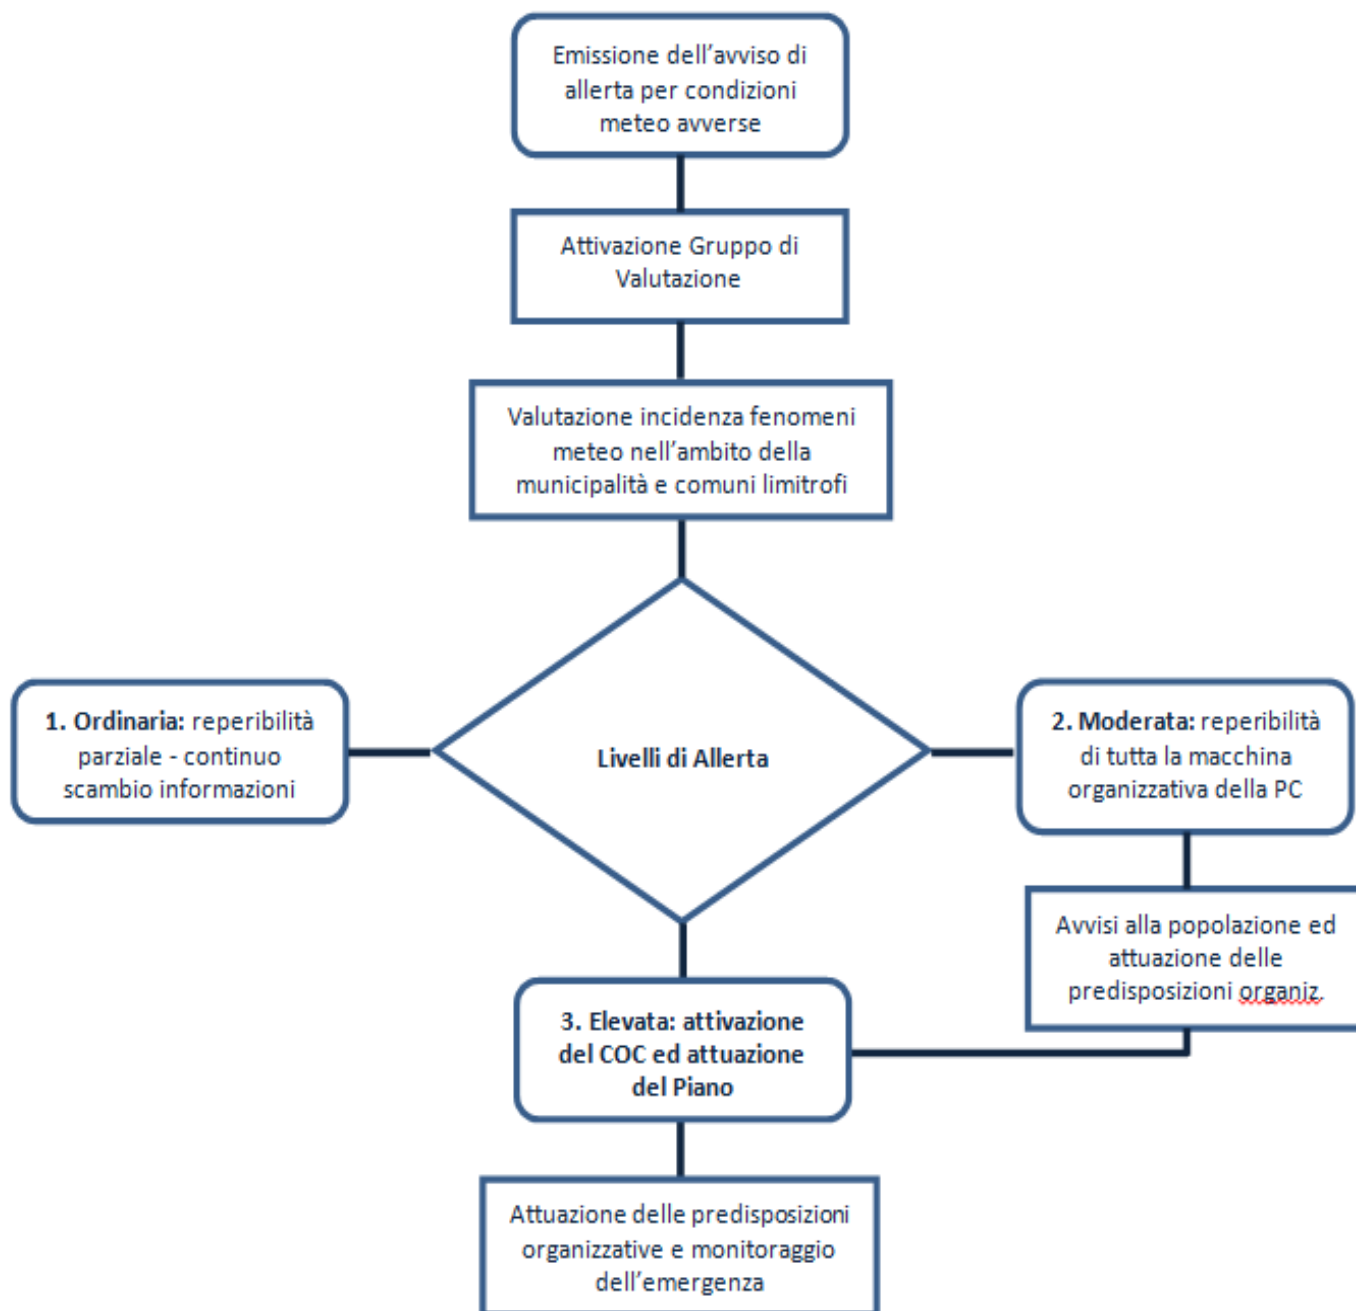 Emissione dell’avviso di
allerta per condizioni
meteo avverse
Attivazione Gruppo di
Valutazione
Valutazione incidenza fenomeni
meteo nell’ambito della
municipalità e comuni limitrofi
Livelli di Allerta
1. Ordinaria: reperibilità
parziale - continuo
scambio informazioni
2. Moderata: reperibilità
di tutta la macchina
organizzativa della PC
Avvisi alla popolazione ed
attuazione delle
predisposizioni organiz.
3. Elevata: attivazione
del COC ed attuazione
del Piano
Attuazione delle predisposizioni
organizzative e monitoraggio
dell’emergenza